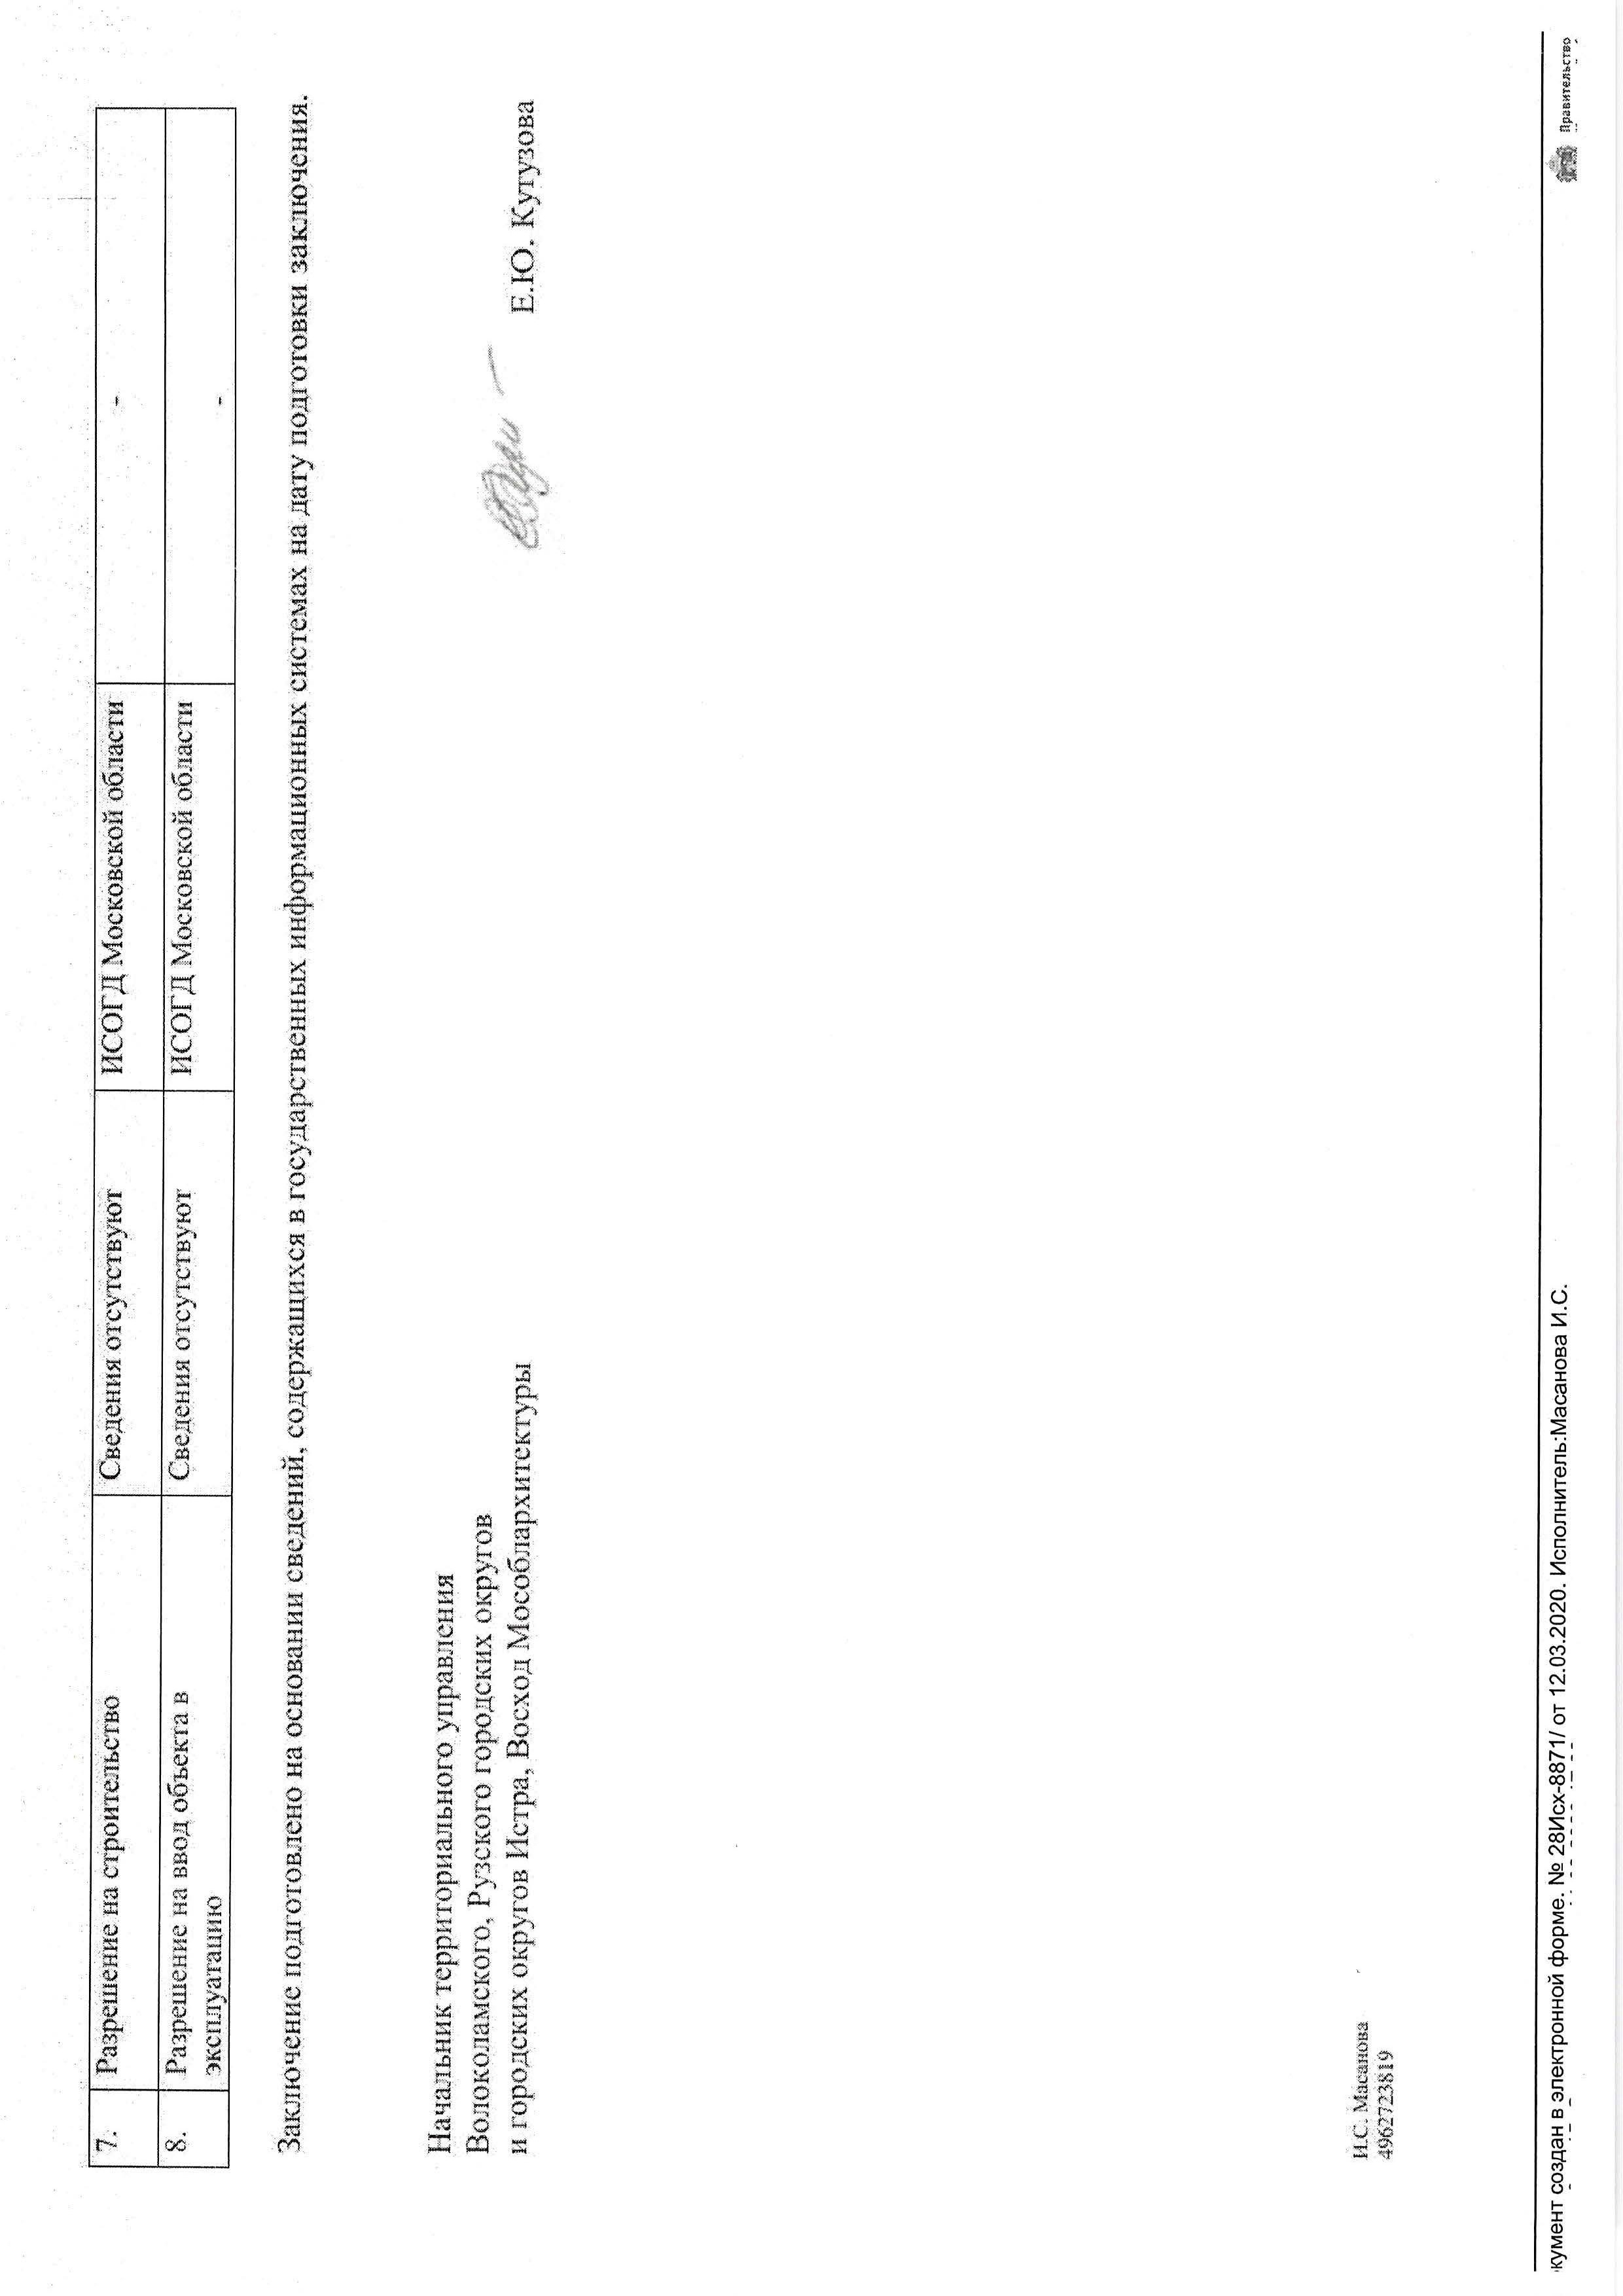 7. Разрешение на строительство Сведения отсутствуют ИСОГД Московской области -
8. Разрешение на ввод объекта в Сведения отсутствуют ИСОГД Московской области -
эксплуатацию
Заключение подготовлено на основании сведений, содержащихся в государственных информационных системах на дату подготовки заключения.
Начальник территориального управления
Волоколамского, Рузского городских округов
и городских округов Истра, Восход Мособлархитектуры Е.Ю. Кутузова
И.С. Масанова
4962723819
кумент создан в электронной форме. № 28Исх-8871/ от 12.03.2020. Исполнитель:Масанова И.С.
Правительство